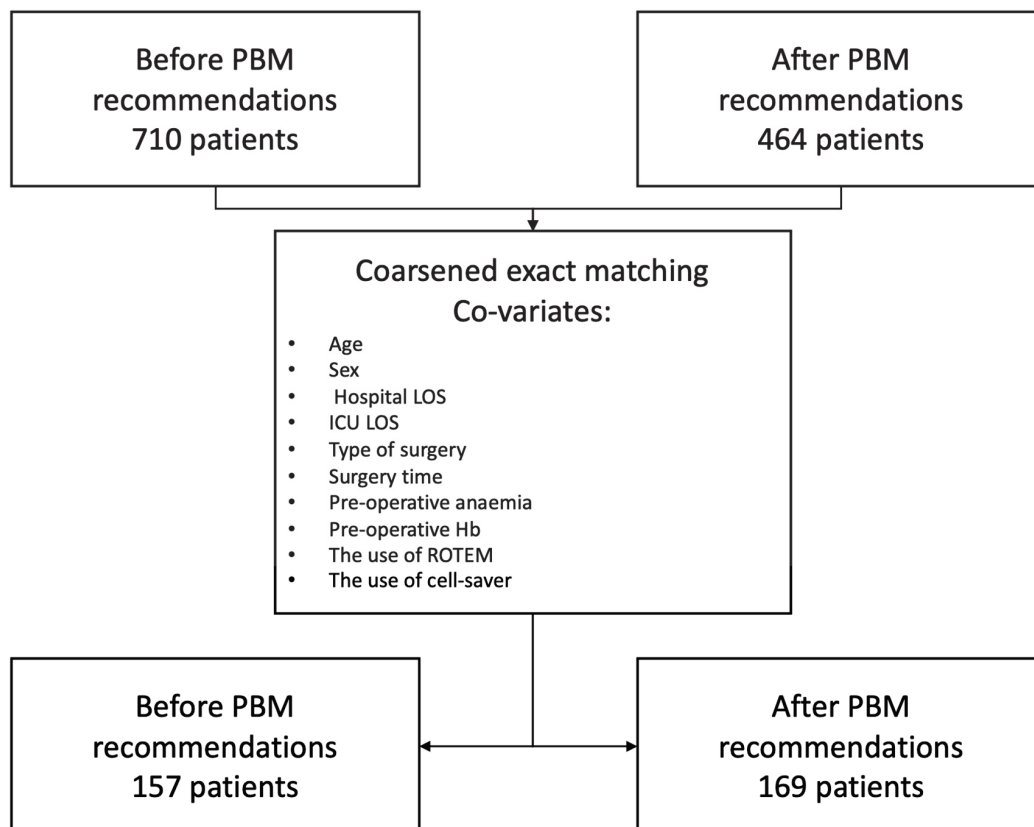 Before PBM
recommendations
710 patients
After PBM
recommendations
464 patients
Coarsened exact matching
Co-variates:
• Age
• Sex
• Hospital LOS
• ICU LOS
• Type of surgery
• Surgery time
• Pre-operative anaemia
• Pre-operative Hb
• The use of ROTEM
• The use of cell-saver
Before PBM
recommendations
157 patients
After PBM
recommendations
169 patients